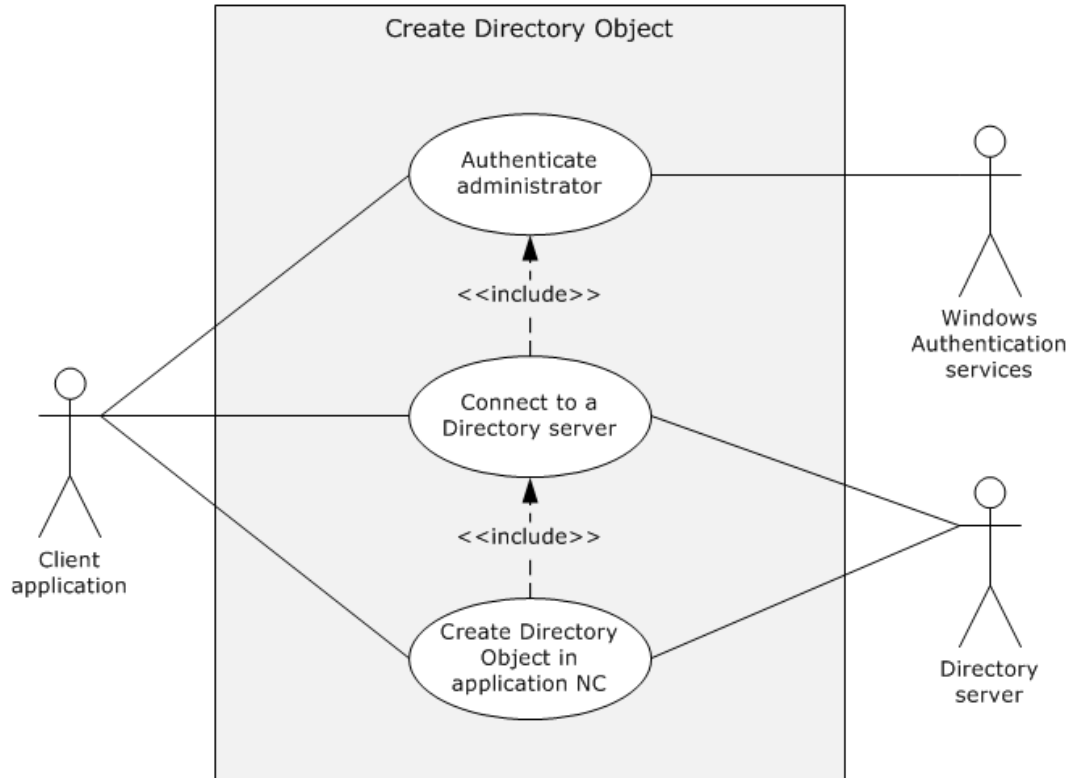 Create Directory Object
Authenticate
administrator
<<include>>
Windows
Authentication
services
Connect to a
Directory server
<<include>>
Client
application
Create Directory
Object in
application NC
Directory
server